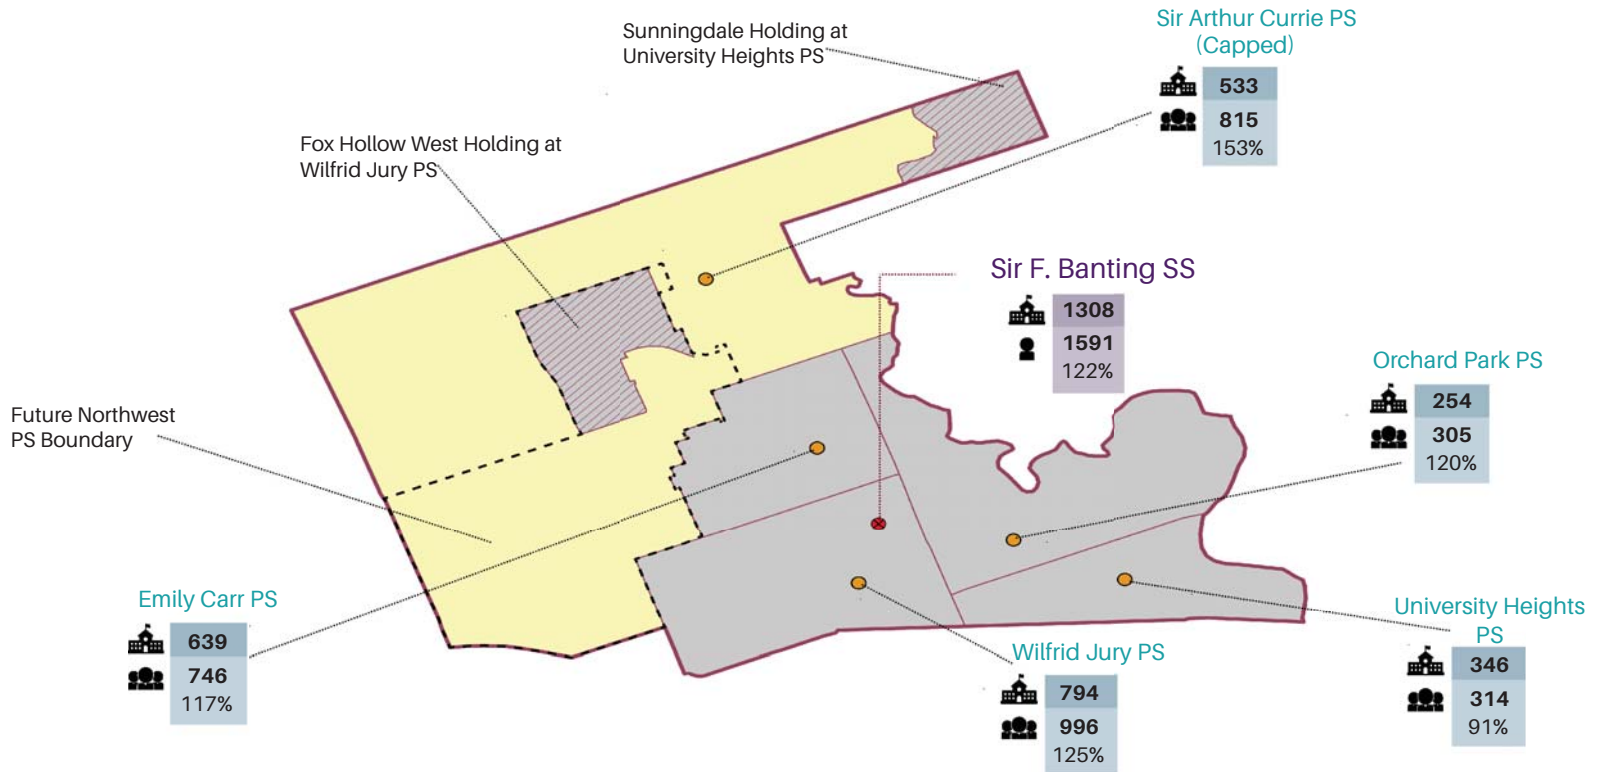 Sir Arthur Currie PS
(Capped)
533
815
153%
Sunningdale Holding at
University Heights PS
Fox Hollow West Holding at
Wilfrid Jury PS
Sir F. Banting SS
1308
1591
122%
Orchard Park PS
254
305
120%
Future Northwest
PS Boundary
Emily Carr PS
639
746
117%
Wilfrid Jury PS
794
996
125%
University Heights
PS
346
314
91%